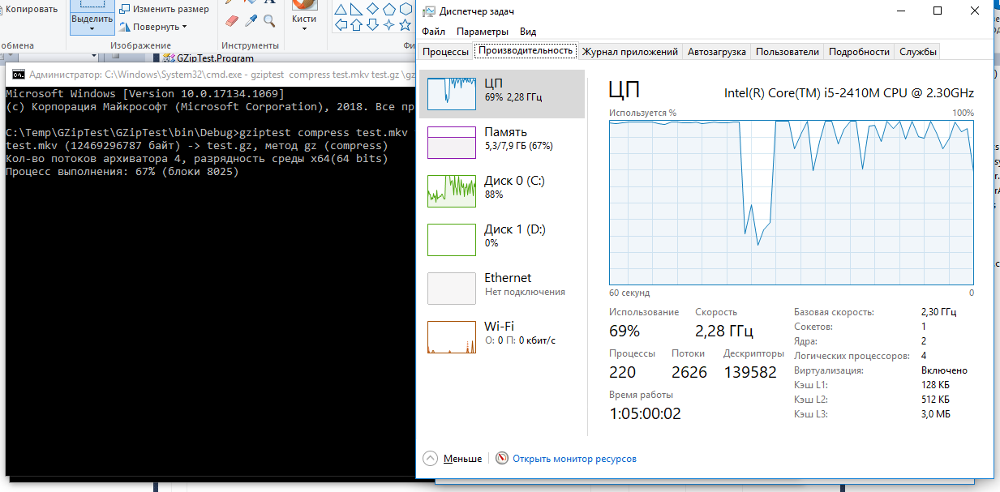 Копировать
обмена
Выделить
Изменить размер
Повернуть
Изображение
Инструменты
Кисти
GZipTest.Program
Администратор: C:\Windows\System32\cmd.exe - gziptest compress test.mkv test.gz
Microsoft Windows [Version 10.0.17134.1069]
(c) Корпорация Майкрософт (Microsoft Corporation), 2018. Все
C:\Temp\GZipTest\GZipTest\bin\Debug>gziptest compress test.mkv
test.mkv (12469296787 байт) -> test.gz, метод gz (compress)
Кол-во потоков архиватора 4, разрядность среды x64(64 bits)
Процесс выполнения: 67% (блоки 8025)
Диспетчер задач
Файл Параметры Вид
Процессы Производительность Журнал приложений Автозагрузка Пользователи Подробности Службы
ЦП
69% 2,28 ГГц
Память
5,3/7,9 ГБ (67%)
Диск 0 (C:)
88%
Диск 1 (D:)
0%
Ethernet
Нет подключения
Wi-Fi
О: 0 П: 0 кбит/с
ЦП
Intel(R) Core(TM) i5-2410M CPU @ 2.30GHz
Используется %
100%
60 секунд
0
Использование
Скорость
69%
2,28 ГГц
Процессы
Потоки
Дескрипторы
220
2626
139582
Время работы
1:05:00:02
Базовая скорость: 2,30 ГГц
Сокетов: 1
Ядра: 2
Логических процессоров: 4
Виртуализация: Включено
Кэш L1: 128 КБ
Кэш L2: 512 КБ
Кэш L3: 3,0 МБ
Меньше
Открыть монитор ресурсов